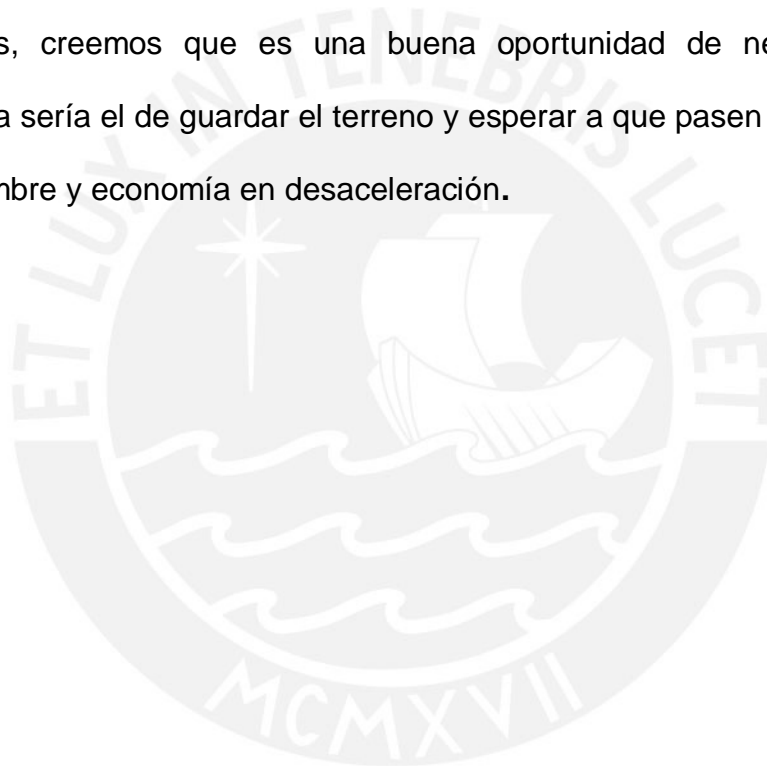 s, creemos que es una buena oportunidad de ne
a sería el de guardar el terreno y esperar a que pasen
mbre y economía en desaceleración.
ET LUX IN TENEBRIS LUCET
MCMXVII